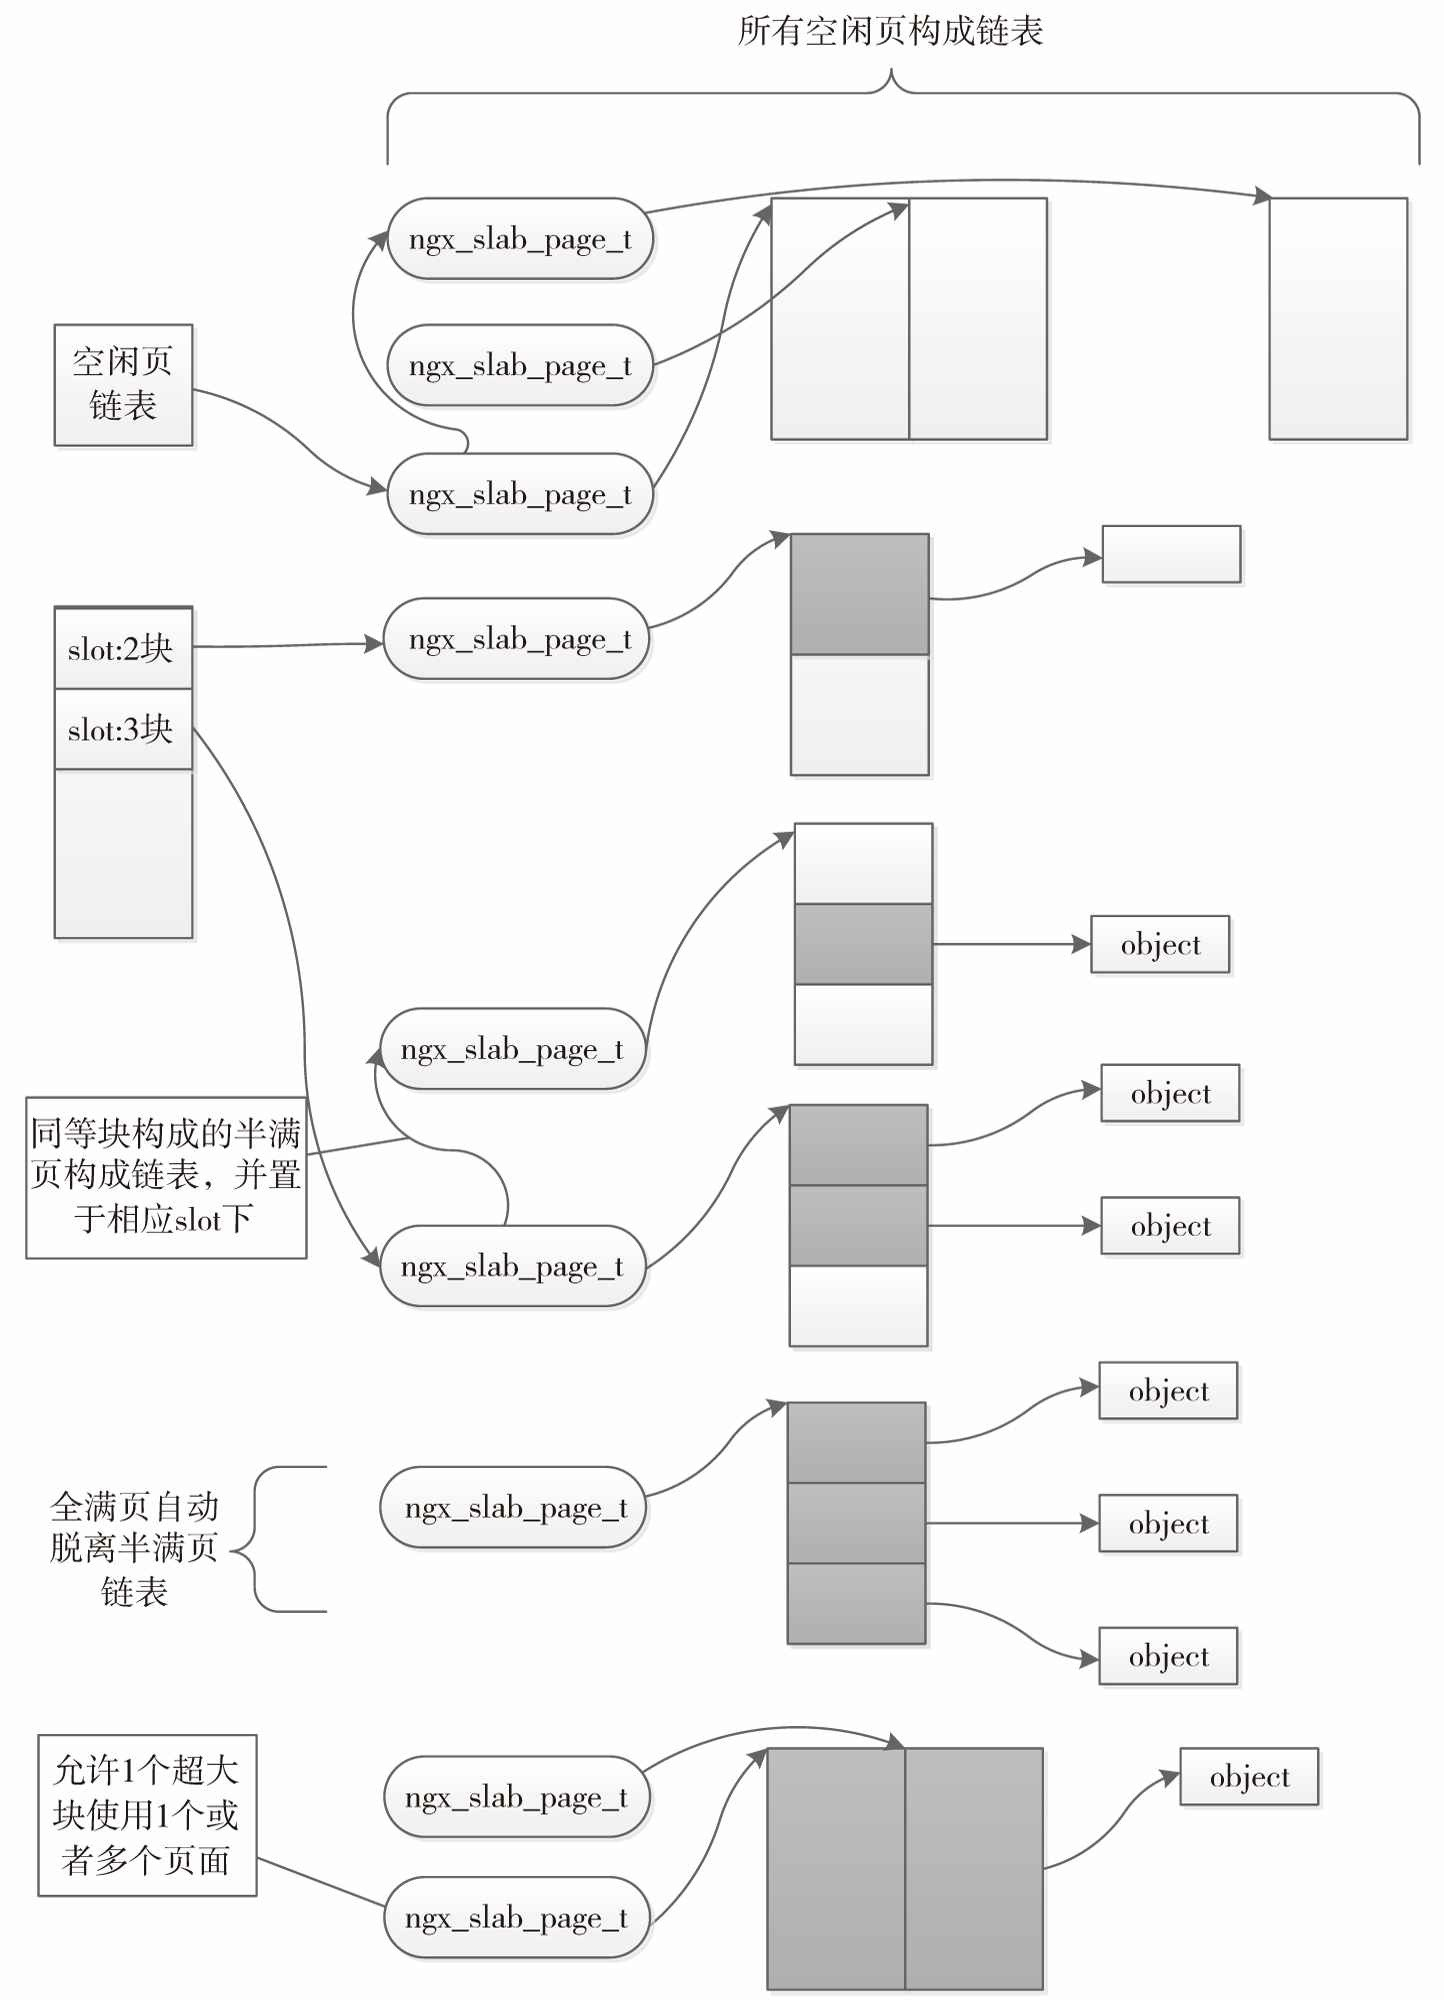 所有空闲页构成链表
ngx_slab_page_t
ngx_slab_page_t
空闲页
链表
ngx_slab_page_t
slot:2块
ngx_slab_page_t
slot:3块
object
ngx_slab_page_t
object
同等块构成的半满
页构成链表，并置
于相应slot下
object
ngx_slab_page_t
object
全满页自动
脱离半满页
链表
ngx_slab_page_t
object
object
允许1个超大
块使用1个或
者多个页面
ngx_slab_page_t
object
ngx_slab_page_t